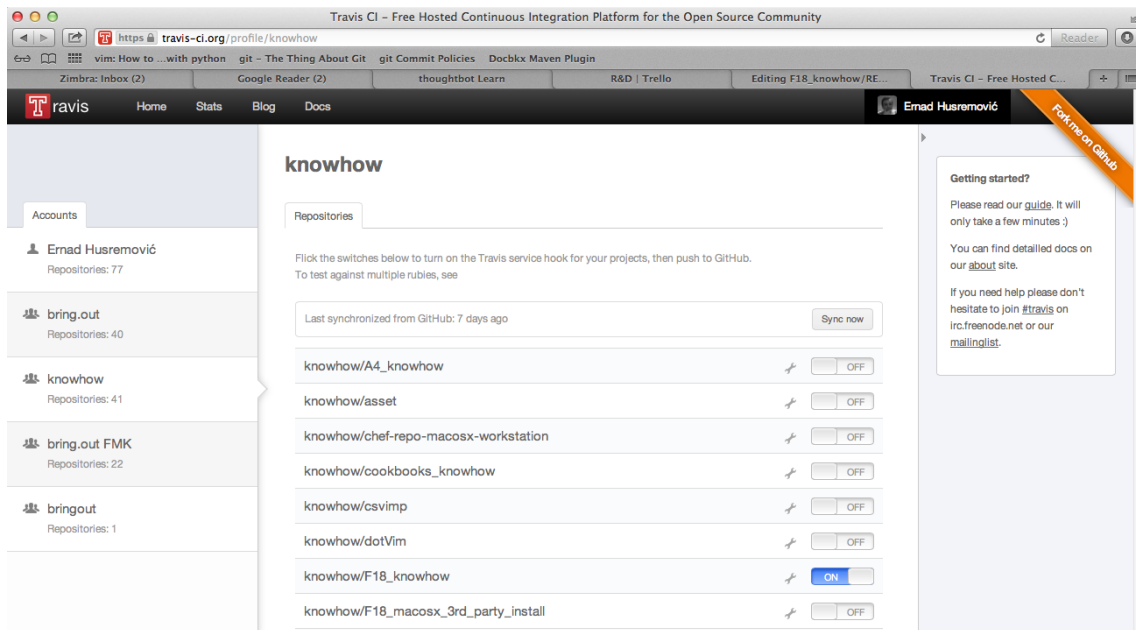 Travis CI – Free Hosted Continuous Integration Platform for the Open Source Community
https travis-ci.org/profile/knowhow
Reader
vim: How to ...with python git – The Thing About Git git Commit Policies Docbkx Maven Plugin
Zimbra: Inbox (2) Google Reader (2) thoughtbot Learn R&D | Trello Editing F18_knowhow/RE... Travis CI – Free Hosted C... +
Travis Home Stats Blog Docs Ernad Husremović
Fork me on Github
Accounts
Ernad Husremović
Repositories: 77
bring.out
Repositories: 40
knowhow
Repositories: 41
bring.out FMK
Repositories: 22
bringout
Repositories: 1
knowhow
Repositories
Flick the switches below to turn on the Travis service hook for your projects, then push to GitHub.
To test against multiple rubies, see
Last synchronized from GitHub: 7 days ago Sync now
knowhow/A4_knowhow OFF
knowhow/asset OFF
knowhow/chef-repo-macosx-workstation OFF
knowhow/cookbooks_knowhow OFF
knowhow/csvimp OFF
knowhow/dotVim OFF
knowhow/F18_knowhow ON
knowhow/F18_macosx_3rd_party_install OFF
Getting started?
Please read our guide. It will
only take a few minutes :)
You can find detailled docs on
our about site.
If you need help please don't
hesitate to join #travis on
irc.freenode.net or our
mailinglist.